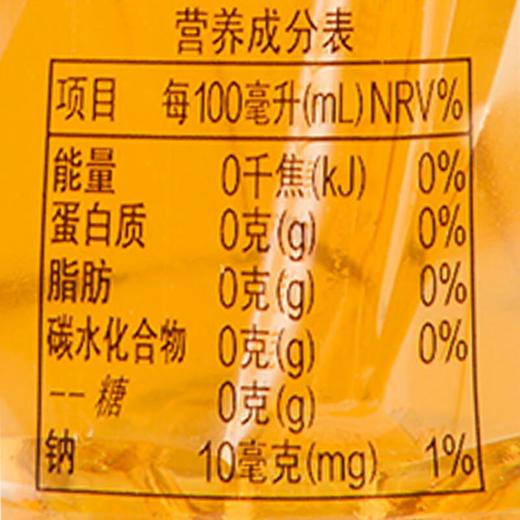 营养成分表
项目 每100毫升(mL) NRV%
能量 0千焦(kJ) 0%
蛋白质 0克(g) 0%
脂肪 0克(g) 0%
碳水化合物 0克(g) 0%
--糖 0克(g)
钠 10毫克(mg) 1%